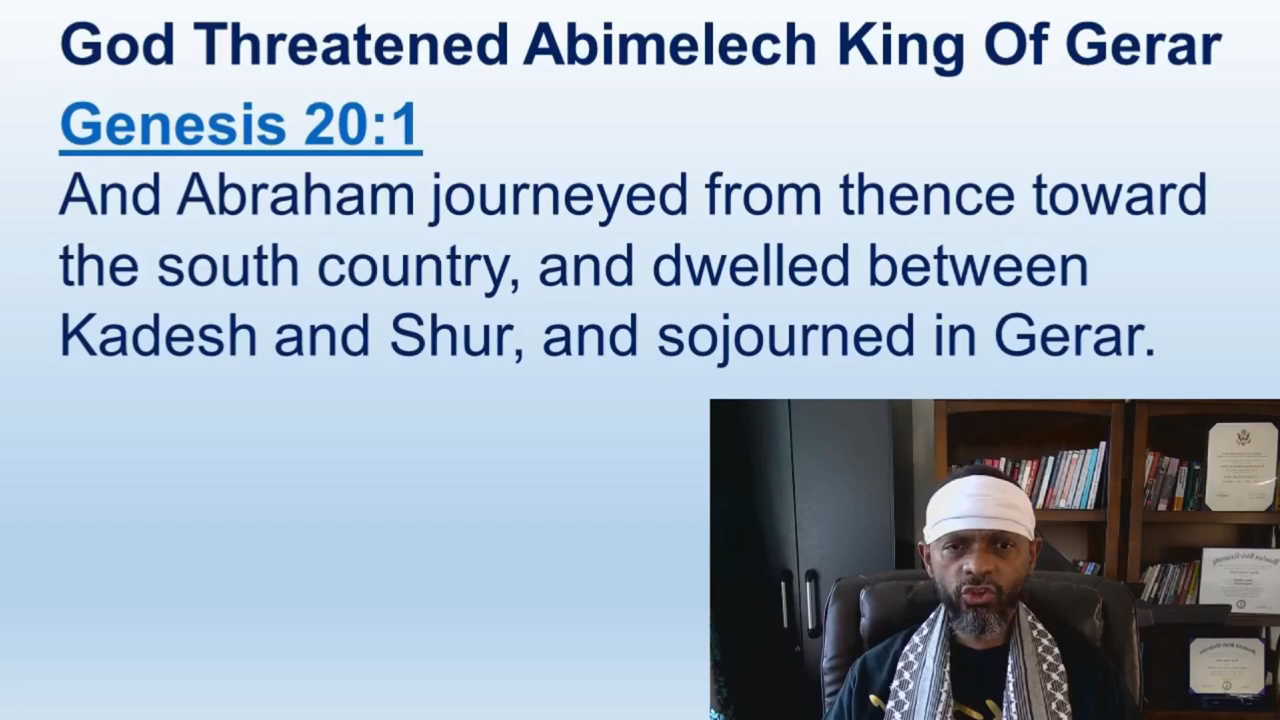 God Threatened Abimelech King Of Gerar
Genesis 20:1
And Abraham journeyed from thence toward
the south country, and dwelled between
Kadesh and Shur, and sojourned in Gerar.